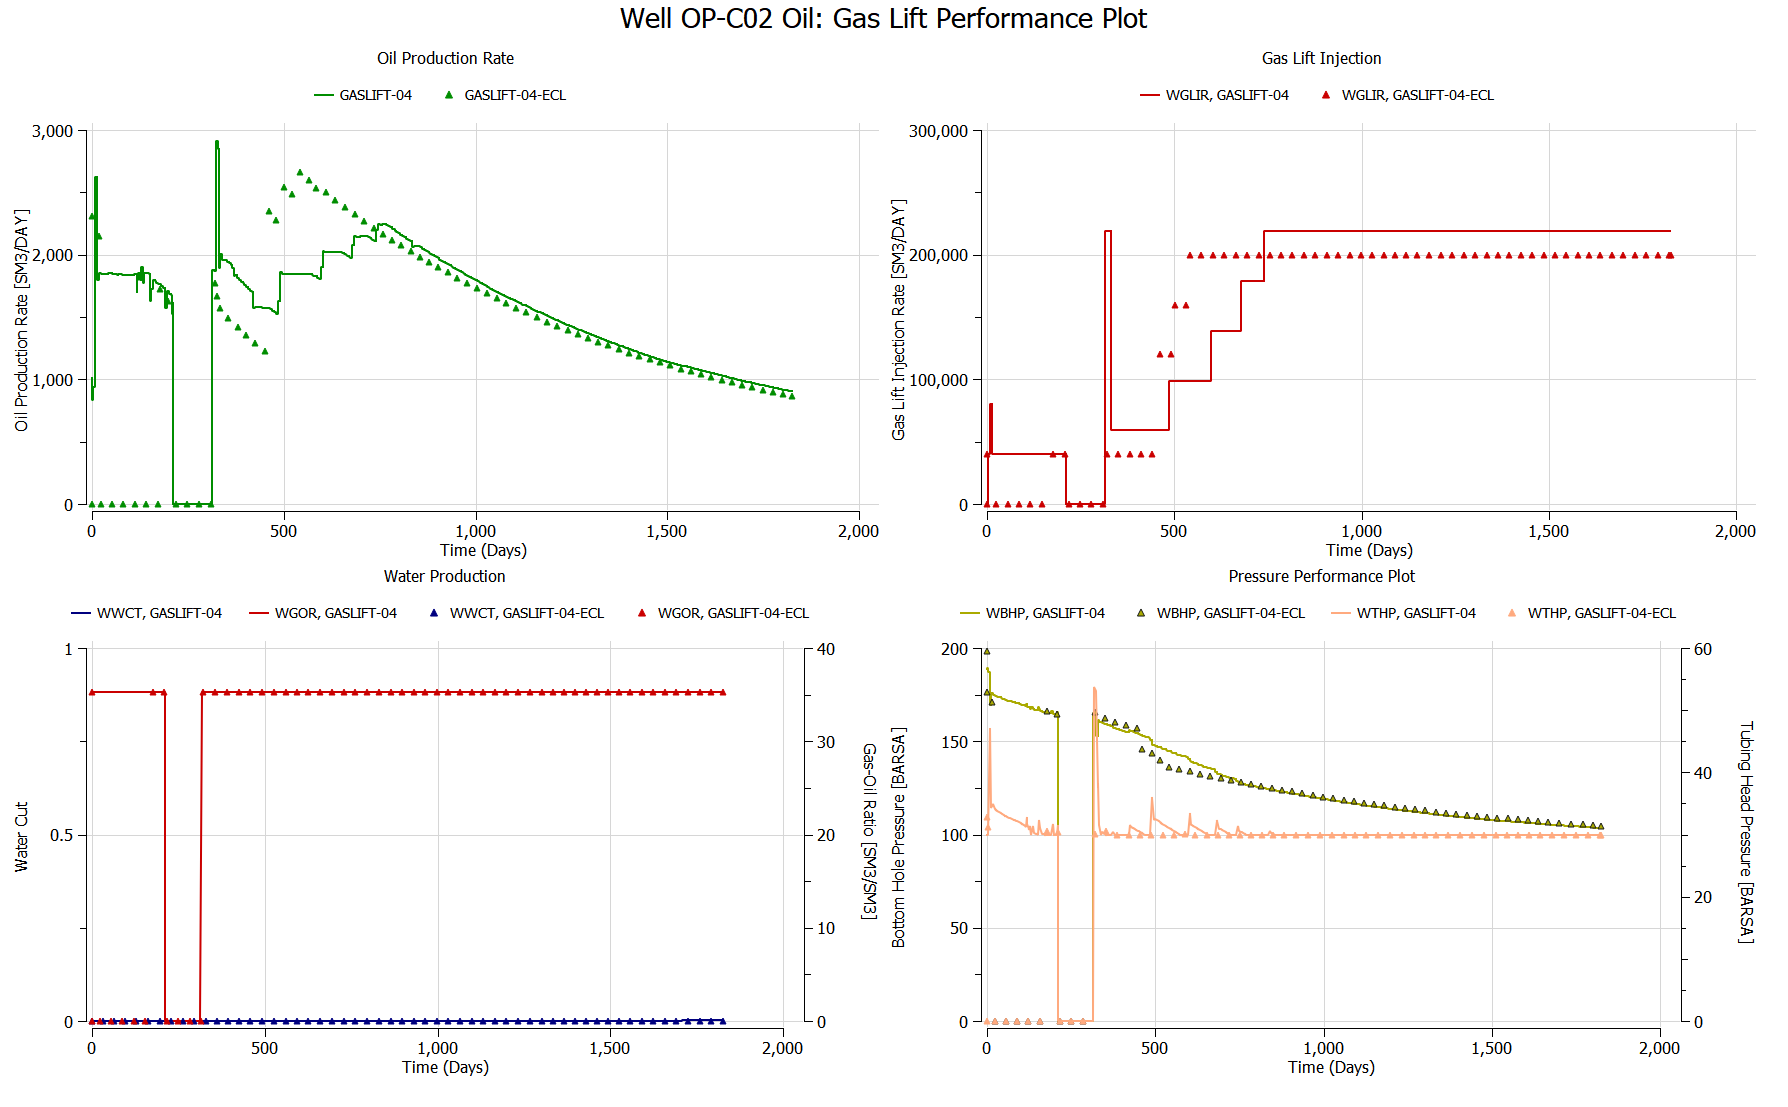 Well OP-C02 Oil: Gas Lift Performance Plot
Oil Production Rate
GASLIFT-04 GASLIFT-04-ECL
Oil Production Rate [SM3/DAY]
3,000
2,000
1,000
0
0 500 1,000 1,500 2,000
Time (Days)
Gas Lift Injection
WGLIR, GASLIFT-04 WGLIR, GASLIFT-04-ECL
Gas Lift Injection Rate [SM3/DAY]
300,000
200,000
100,000
0
0 500 1,000 1,500 2,000
Time (Days)
Water Production
WWCT, GASLIFT-04 WGOR, GASLIFT-04 WWCT, GASLIFT-04-ECL WGOR, GASLIFT-04-ECL
Water Cut
1
0.5
0
40
30
20
10
0
Gas-Oil Ratio [SM3/SM3]
0 500 1,000 1,500 2,000
Time (Days)
Pressure Performance Plot
WBHP, GASLIFT-04 WBHP, GASLIFT-04-ECL WTHP, GASLIFT-04 WTHP, GASLIFT-04-ECL
Bottom Hole Pressure [BARSA]
200
150
100
50
0
60
40
20
0
Tubing Head Pressure [BARSA]
0 500 1,000 1,500 2,000
Time (Days)